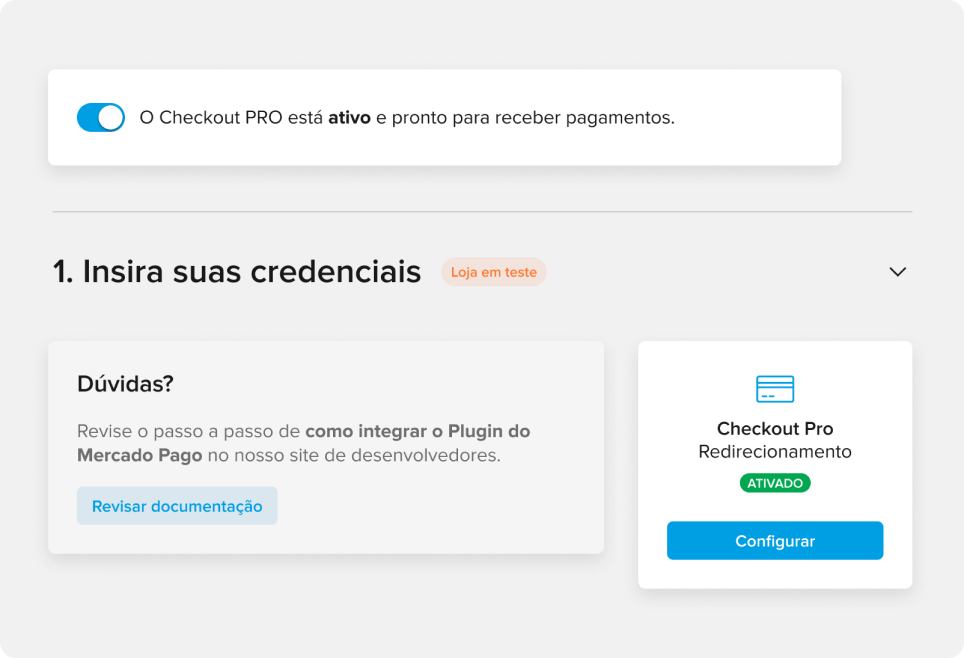 O Checkout PRO está ativo e pronto para receber pagamentos.
1. Insira suas credenciais
Loja em teste
Dúvidas?
Revise o passo a passo de como integrar o Plugin do
Mercado Pago no nosso site de desenvolvedores.
Revisar documentação
Checkout Pro
Redirecionamento
ATIVADO
Configurar